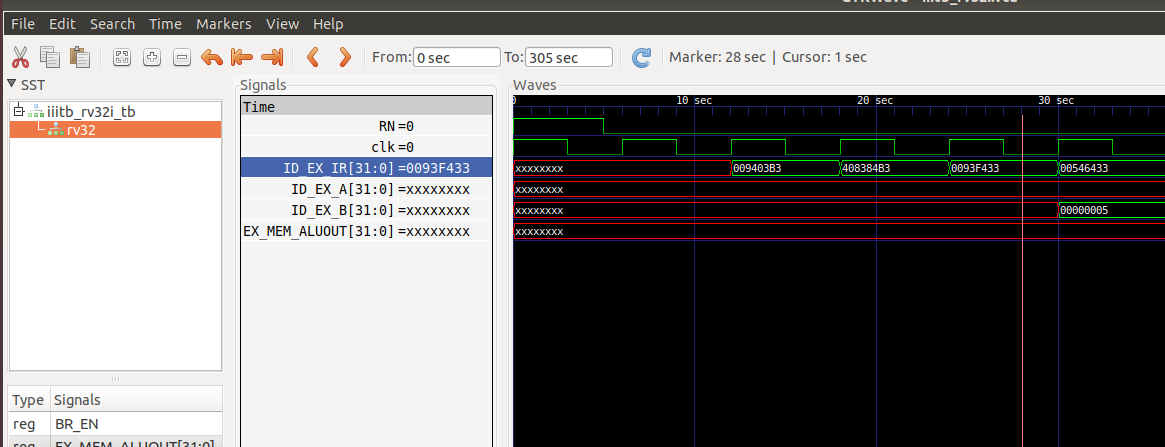 File Edit Search Time Markers View Help
From: 0 sec To: 305 sec Marker: 28 sec | Cursor: 1 sec
SST
iiitb_rv32i_tb
rv32
Type Signals
reg BR_EN
reg EX_MEM_ALUOUT[31:0]
Signals
Time
RN =0
clk =0
ID_EX_IR[31:0] =0093F433
ID_EX_A[31:0] =xxxxxxxx
ID_EX_B[31:0] =xxxxxxxx
EX_MEM_ALUOUT[31:0] =xxxxxxxx
Waves
0 10 sec 20 sec 30 sec
xxxxxxxx 009403B3 408384B3 0093F433 00546433
xxxxxxxx
xxxxxxxx 00000005
xxxxxxxx